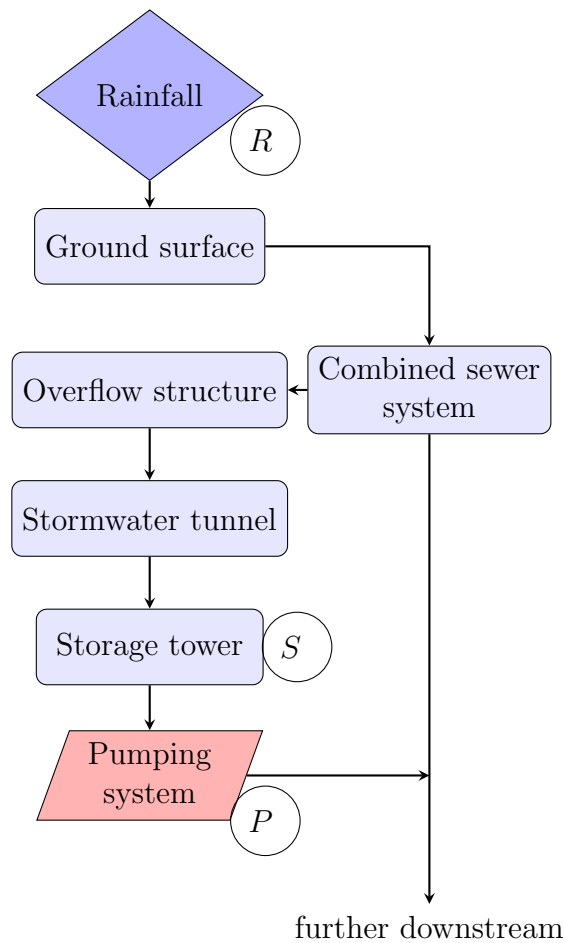 Rainfall
R
Ground surface
Combined sewer
system
Overflow structure
Stormwater tunnel
Storage tower
S
Pumping
system
P
further downstream